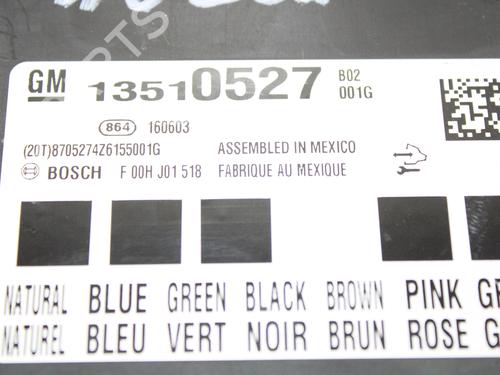 GM 13510527 B02
001G
864 160603
(20T)8705274Z6155001G ASSEMBLED IN MEXICO
BOSCH F 00H J01 518 FABRIQUE AU MEXIQUE
NATURAL BLUE GREEN BLACK BROWN PINK
NATUREL BLEU VERT NOIR BRUN ROSE